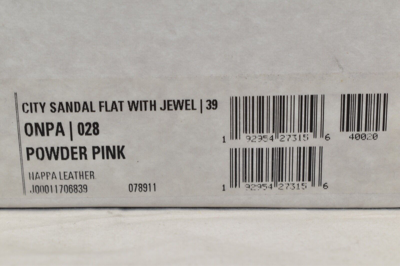 CITY SANDAL FLAT WITH JEWEL | 39
ONPA | 028
POWDER PINK
NAPPA LEATHER
J00011706839 078911
1 92954 27315 6
40020
1 92954 27315 6